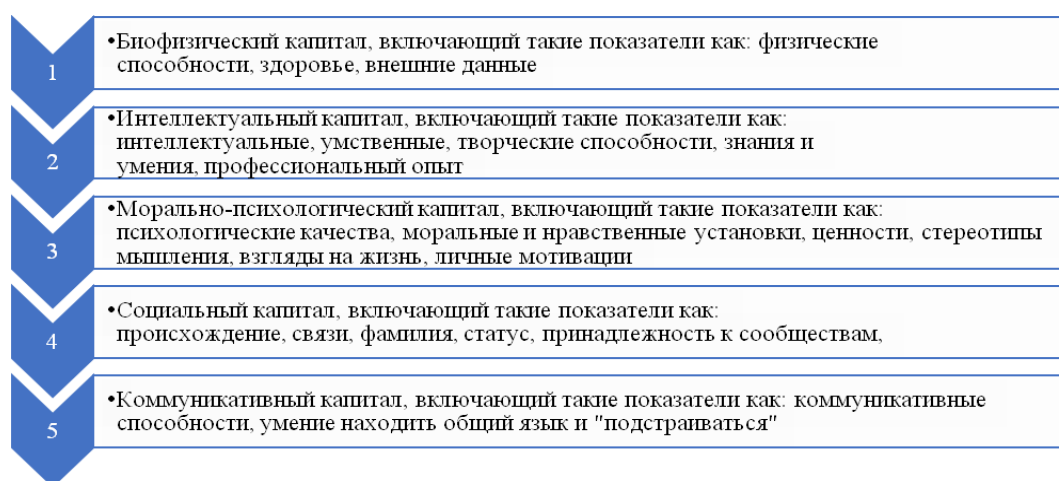 1
•Биофизический капитал, включающий такие показатели как: физические
способности, здоровье, внешние данные
2
•Интеллектуальный капитал, включающий такие показатели как:
интеллектуальные, умственные, творческие способности, знания и
умения, профессиональный опыт
3
•Морально-психологический капитал, включающий такие показатели как:
психологические качества, моральные и нравственные установки, ценности, стереотипы
мышления, взгляды на жизнь, личные мотивации
4
•Социальный капитал, включающий такие показатели как:
происхождение, связи, фамилия, статус, принадлежность к сообществам,
5
•Коммуникативный капитал, включающий такие показатели как: коммуникативные
способности, умение находить общий язык и "подстраиваться"